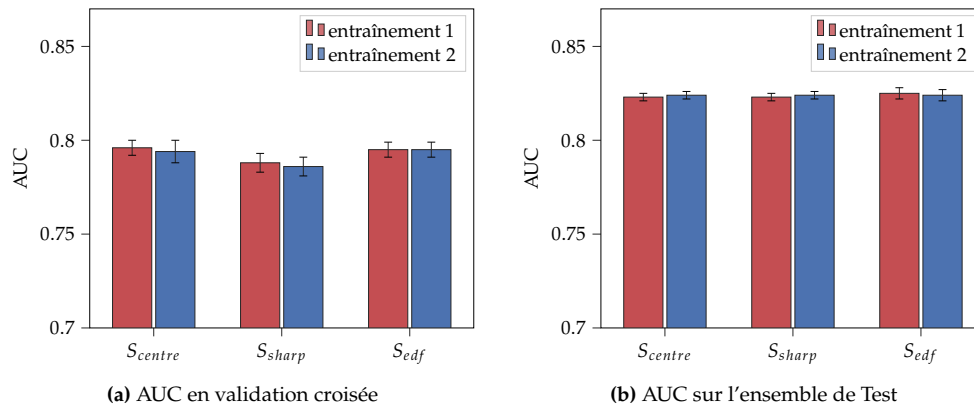 0.85
0.8
0.75
0.7
AUC
entraînement 1
entraînement 2
S_centre
S_sharp
S_edf
(a) AUC en validation croisée
0.85
0.8
0.75
0.7
AUC
entraînement 1
entraînement 2
S_centre
S_sharp
S_edf
(b) AUC sur l'ensemble de Test